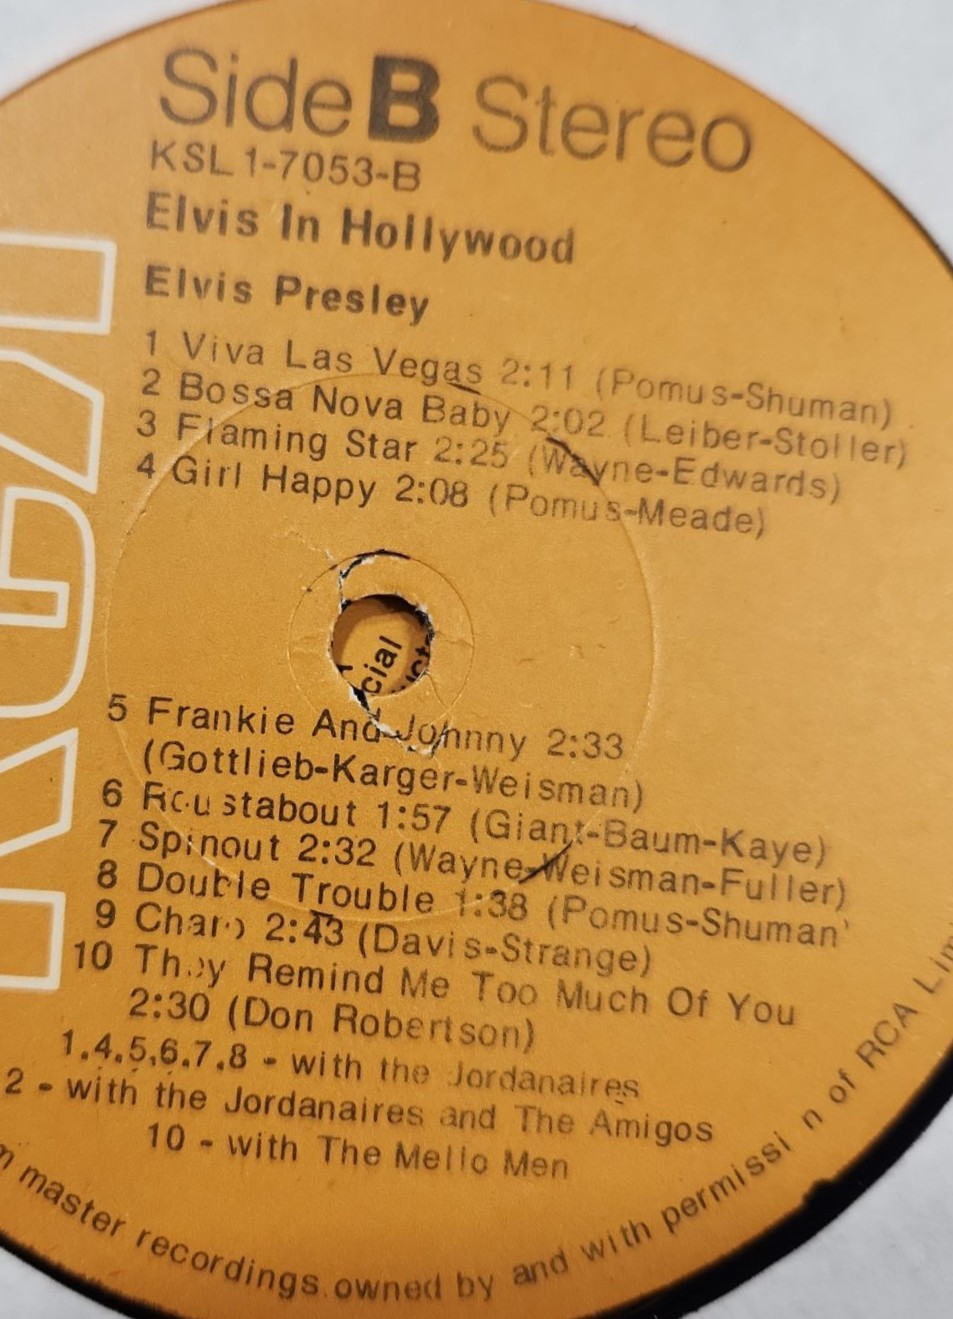 Side B Stereo
KSL 1-7053-B
Elvis In Hollywood
Elvis Presley
1 Viva Las Vegas 2:11 (Pomus-Shuman)
2 Bossa Nova Baby 2:02 (Leiber-Stoller)
3 Flaming Star 2:25 (Wayne-Edwards)
4 Girl Happy 2:08 (Pomus-Meade)
cial
5 Frankie And Johnny 2:33
(Gottlieb-Karger-Weisman)
6 Roustabout 1:57 (Giant-Baum-Kaye)
7 Spinout 2:32 (Wayne-Weisman-Fuller)
8 Double Trouble 1:38 (Pomus-Shuman)
9 Charo 2:43 (Davis-Strange)
10 They Remind Me Too Much Of You
2:30 (Don Robertson)
1.4.5,6.7.8 - with the Jordanaires
2 - with the Jordanaires and The Amigos
10 - with The Mello Men
master recordings owned by and with permissi n of RCA Lim
RCA